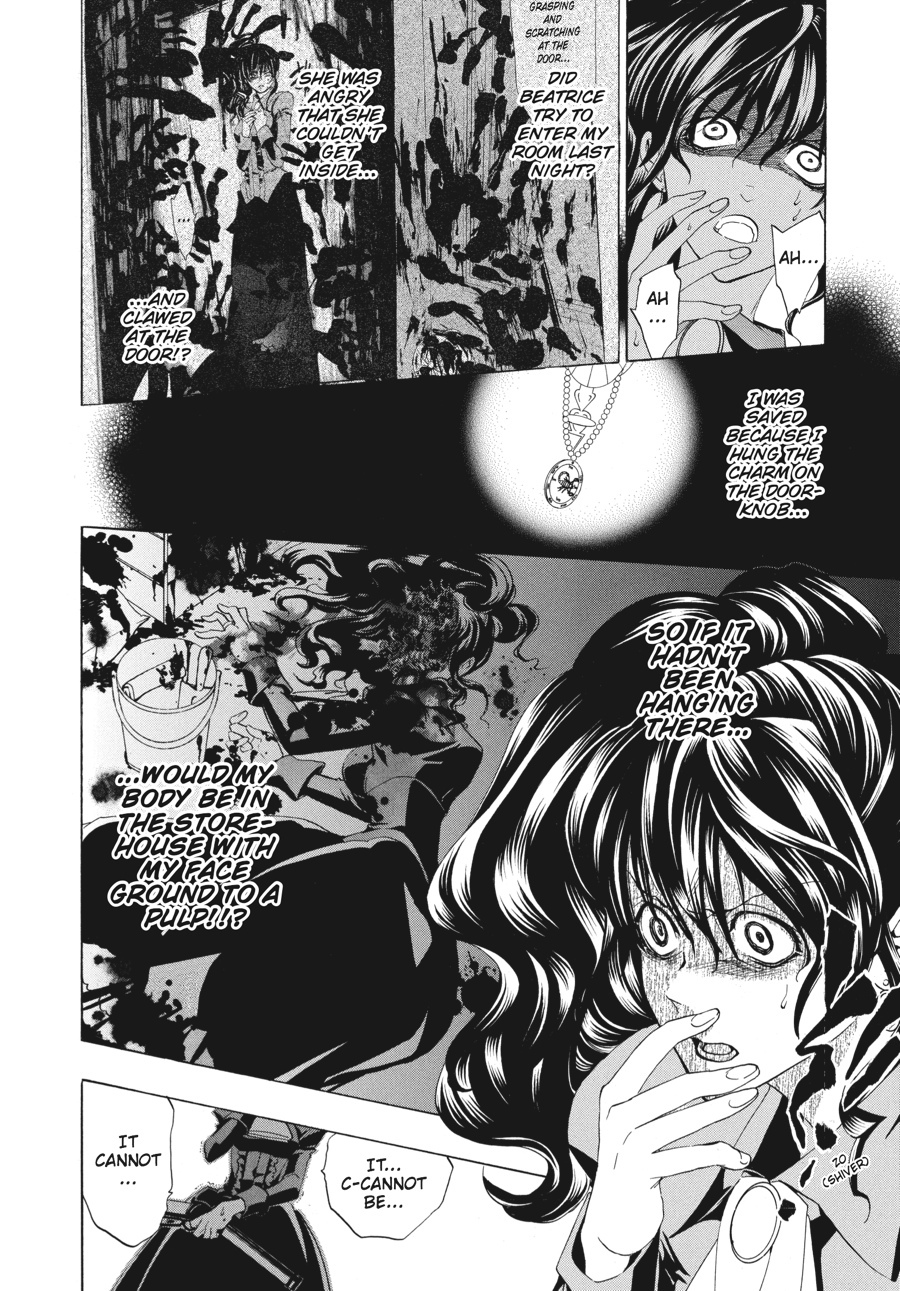 AH...
AH
...
GRASPING
AND
SCRATCHING
AT THE
DOOR...
DID
BEATRICE
TRY TO
ENTER MY
ROOM LAST
NIGHT?
SHE WAS
ANGRY
THAT SHE
COULDN'T
GET
INSIDE...
...
...AND
CLAWED
AT THE
DOOR!?
I WAS
SAVED
BECAUSE I
HUNG THE
CHARM ON
THE DOOR-
KNOB...
SO IF IT
HADN'T
BEEN
HANGING
THERE...
...WOULD MY
BODY BE IN
THE STORE-
HOUSE WITH
MY FACE
GROUND TO A
PULP!!?
ZO
(SHIVER)
IT...
C-CANNOT
BE...
IT
CANNOT
...